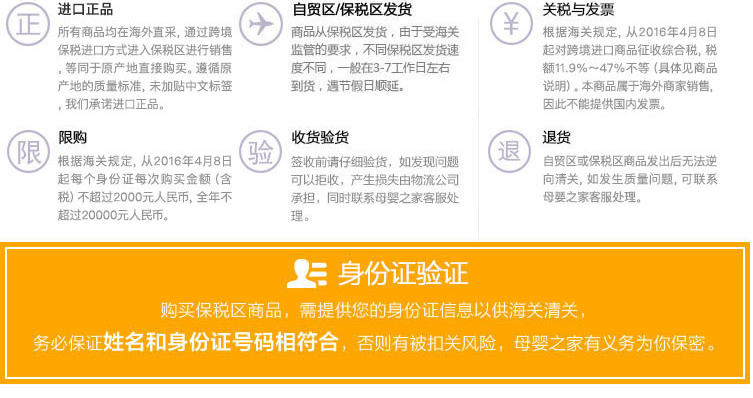 正
进口正品
所有商品均在海外直采，通过跨境
保税进口方式进入保税区进行销售
，等同于原产地直接购买。遵循原
产地的质量标准，未加贴中文标签
，我们承诺进口正品。
自贸区/保税区发货
商品从保税区发货，由于受海关
监管的要求，不同保税区发货速
度不同，一般在3-7工作日左右
到货，遇节假日顺延。
¥
关税与发票
根据海关规定，从2016年4月8日
起对跨境进口商品征收综合税，税
额11.9%～47%不等（具体见商品
说明）。本商品属于海外商家销售，
因此不能提供国内发票。
限
限购
根据海关规定，从2016年4月8日
起每个身份证每次购买金额（含
税）不超过2000元人民币，全年不
超过20000元人民币。
验
收货验货
签收前请仔细验货，如发现问题
可以拒收，产生损失由物流公司
承担，同时联系母婴之家客服处
理。
退
退货
自贸区或保税区商品发出后无法逆
向清关，如发生质量问题，可联系
母婴之家客服处理。
身份证验证
购买保税区商品，需提供您的身份证信息以供海关清关，
务必保证姓名和身份证号码相符合，否则有被扣关风险，母婴之家有义务为你保密。